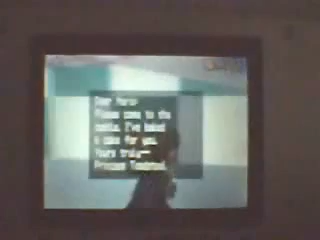 Dear Mario:
Please come to the
castle. I've baked
a cake for you.
Yours truly--
Princess Toadstool